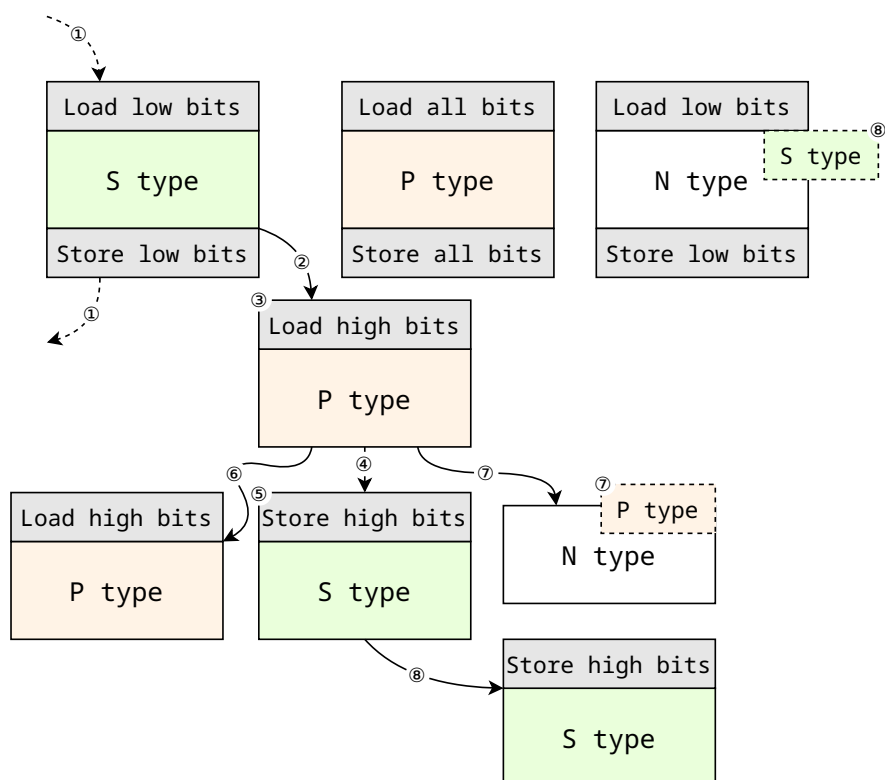 ①
Load low bits
S type
Store low bits
①
Load all bits
P type
Store all bits
Load low bits
N type
S type
⑧
Store low bits
②
③
Load high bits
P type
⑥
④
⑦
Load high bits
P type
⑤
Store high bits
S type
⑦
P type
N type
⑧
Store high bits
S type